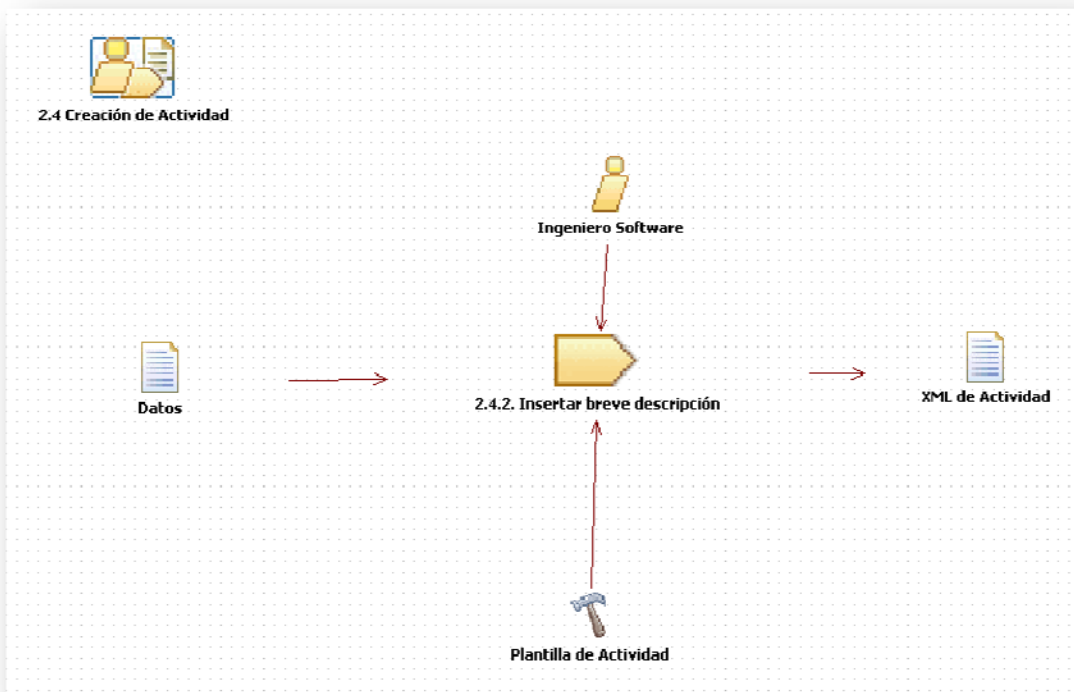 2.4 Creación de Actividad
Ingeniero Software
Datos
2.4.2. Insertar breve descripción
XML de Actividad
Plantilla de Actividad